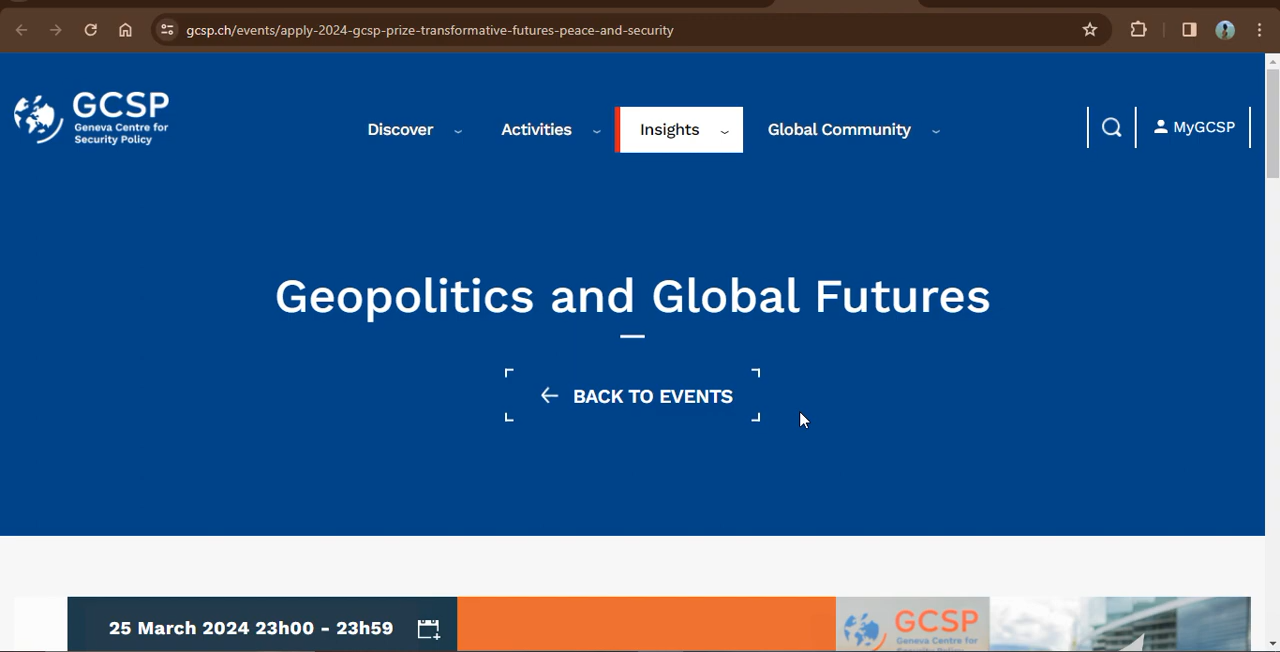 gcsp.ch/events/apply-2024-gcsp-prize-transformative-futures-peace-and-security
GCSP
Geneva Centre for
Security Policy
Discover
Activities
Insights
Global Community
MyGCSP
Geopolitics and Global Futures
BACK TO EVENTS
25 March 2024 23h00 - 23h59
GCSP
Geneva Centre for